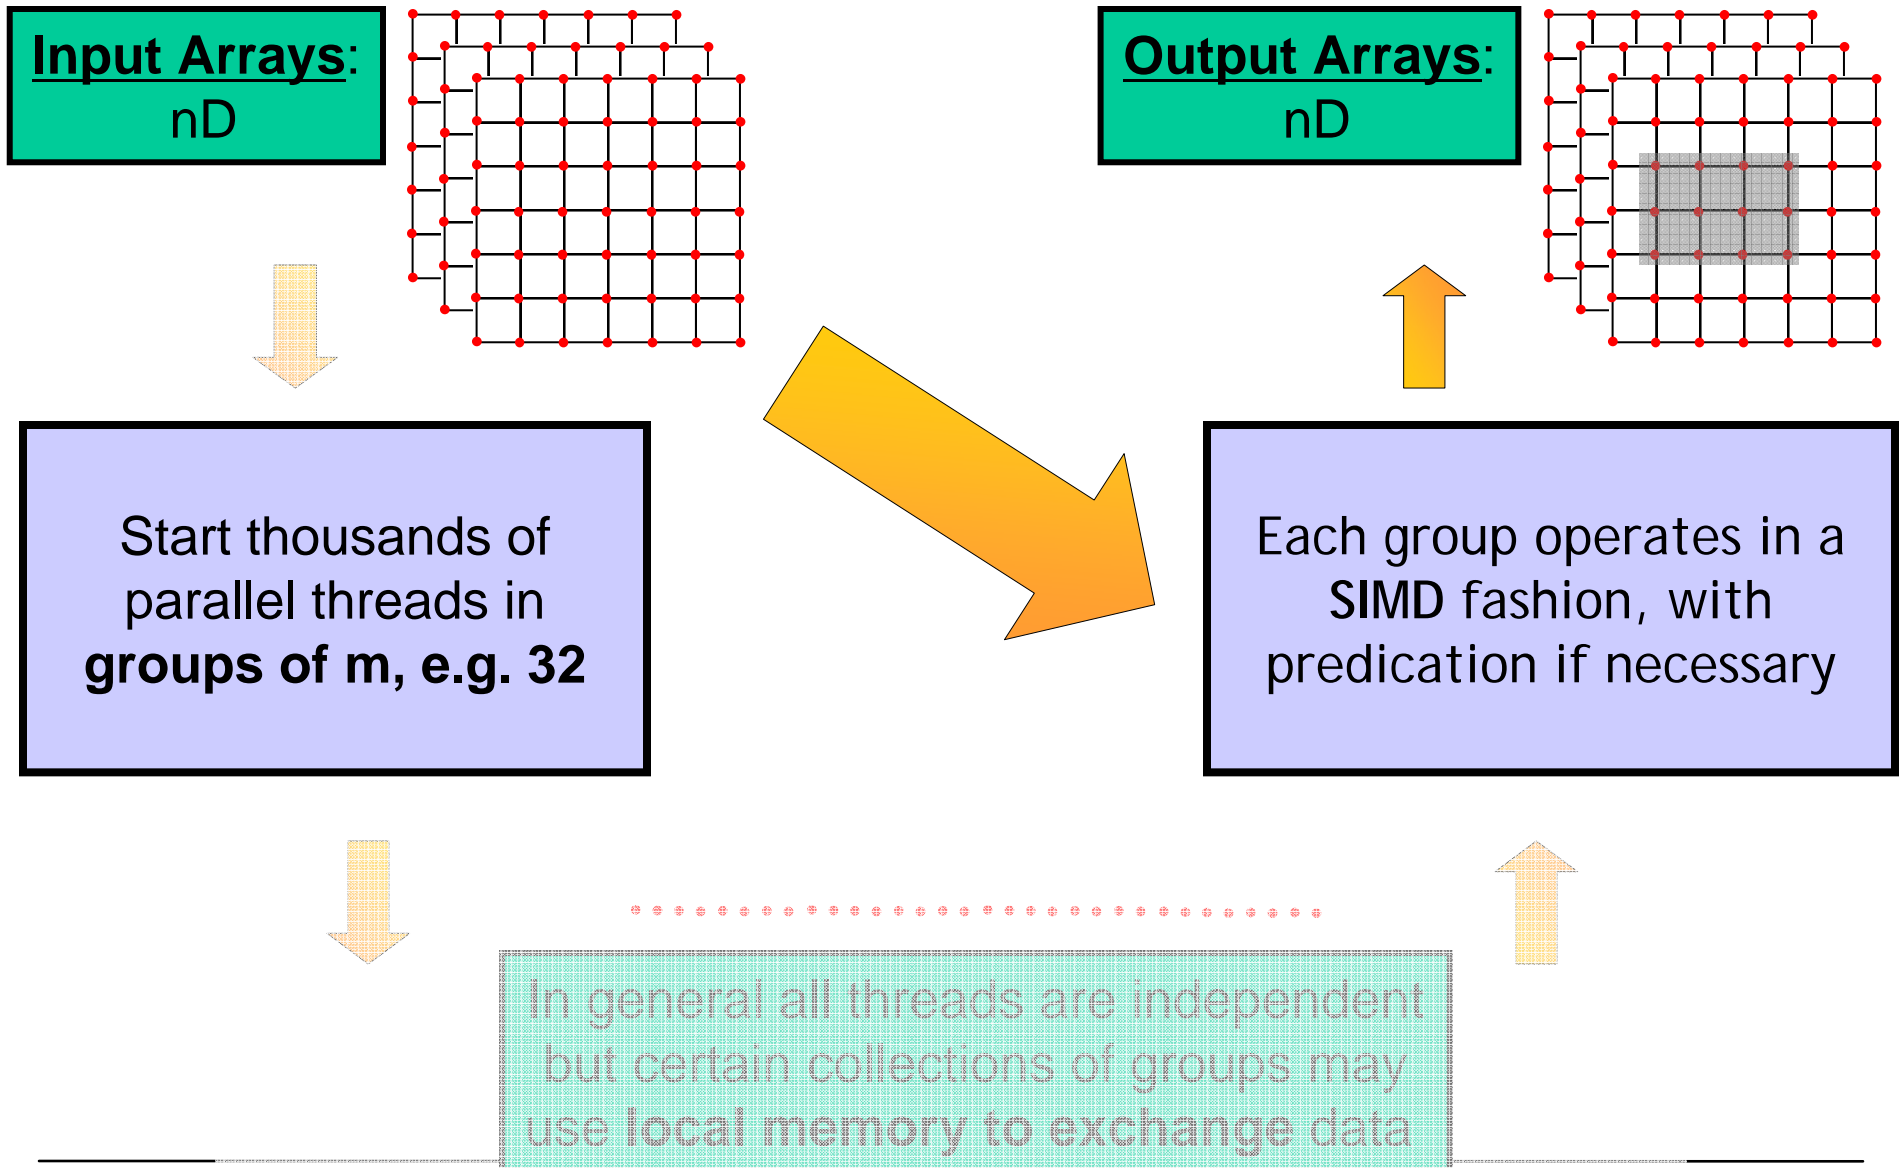 Input Arrays:
nD
Output Arrays:
nD
Start thousands of
parallel threads in
groups of m, e.g. 32
Each group operates in a
SIMD fashion, with
predication if necessary
In general all threads are independent
but certain collections of groups may
use local memory to exchange data